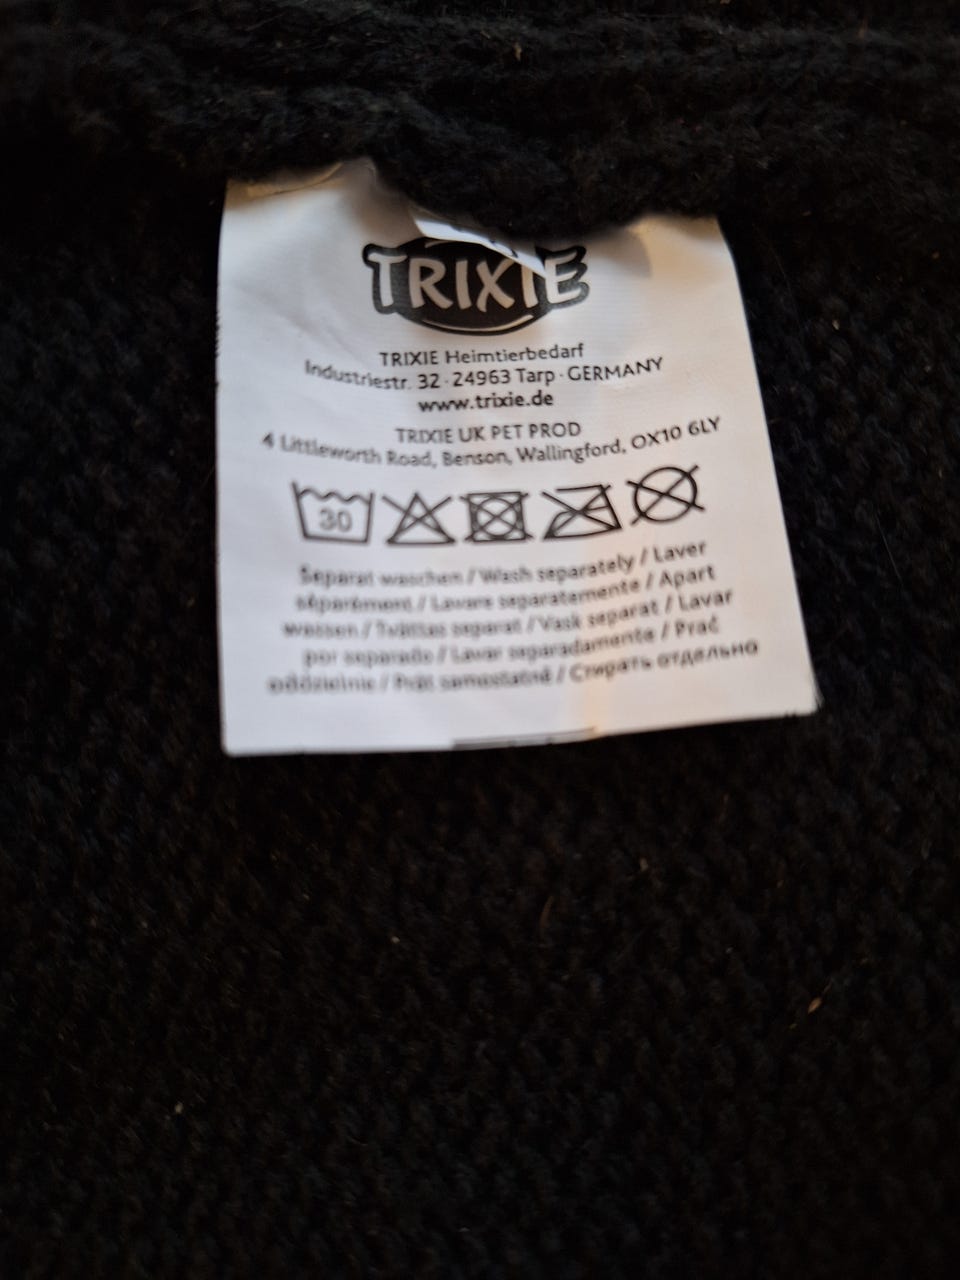 TRIXIE
TRIXIE Heimtierbedarf
Industriestr. 32 · 24963 Tarp · GERMANY
www.trixie.de
TRIXIE UK PET PROD
4 Littleworth Road, Benson, Wallingford, OX10 6LY
30
Separat waschen / Wash separately / Laver
séparément / Lavare separatamente / Apart
wassen / Tvättas separat / Vask separat / Lavar
por separado / Lavar separadamente / Prać
oddzielnie / Prát samostatně / Стирать отдельно